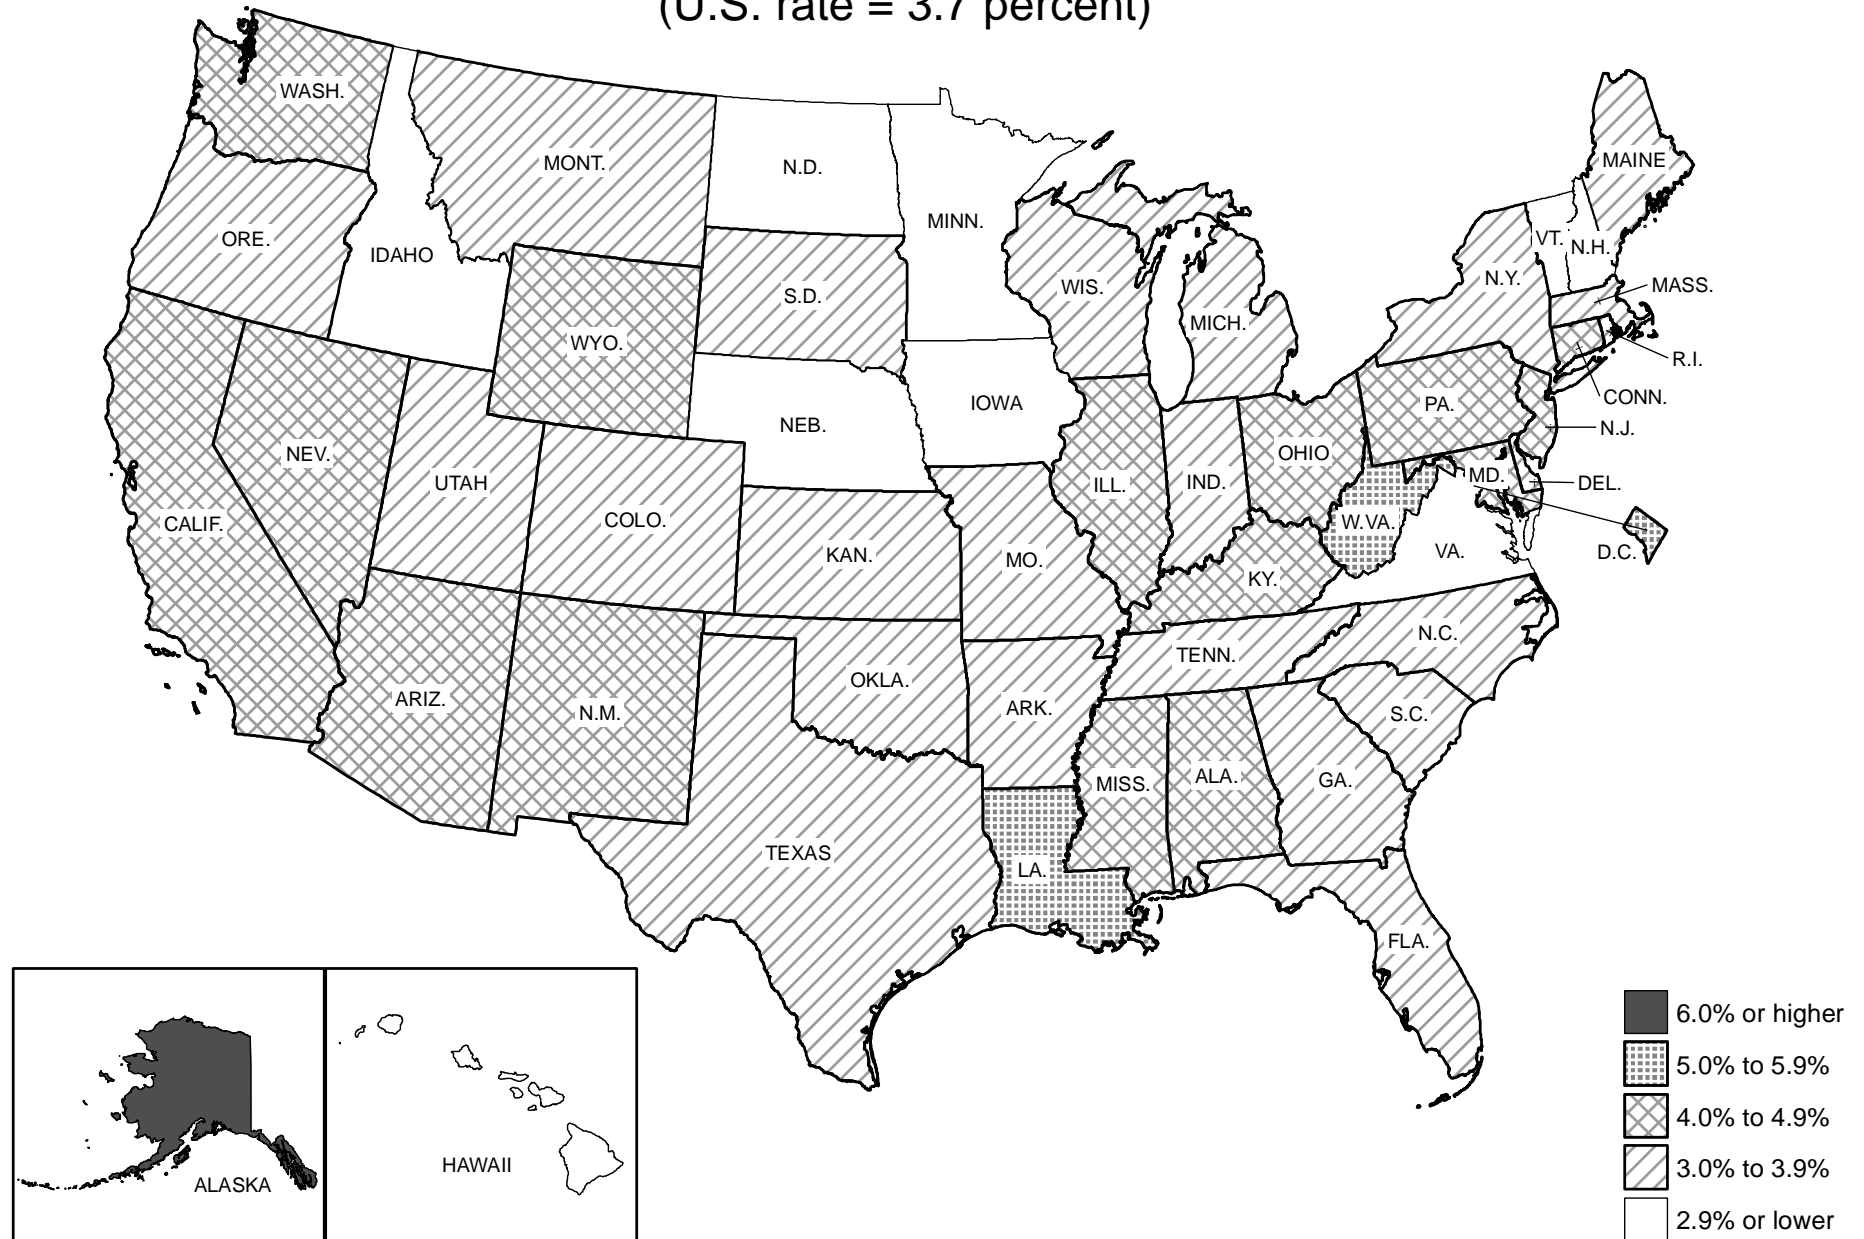 (U.S. rate = 3.7 percent)
WASH.
MONT.
N.D.
MINN.
MAINE
ORE.
IDAHO
VT.
N.H.
S.D.
WIS.
N.Y.
MASS.
WYO.
MICH.
R.I.
IOWA
NEB.
PA.
CONN.
N.J.
NEV.
UTAH
ILL.
IND.
OHIO
MD.
DEL.
CALIF.
COLO.
KAN.
MO.
W.VA.
VA.
D.C.
KY.
N.C.
TENN.
ARIZ.
N.M.
OKLA.
ARK.
S.C.
MISS.
ALA.
GA.
TEXAS
LA.
FLA.
ALASKA
HAWAII
6.0% or higher
5.0% to 5.9%
4.0% to 4.9%
3.0% to 3.9%
2.9% or lower